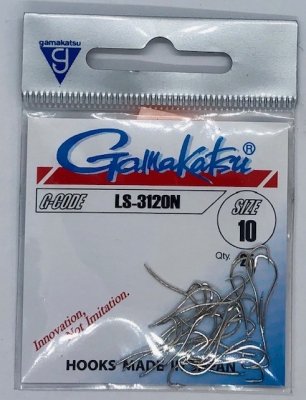 gamakatsu
g
Gamakatsu®
G-CODE
LS-3120N
SIZE
10
Qty.
Innovation,
Not Imitation.
HOOKS MADE IN JAPAN